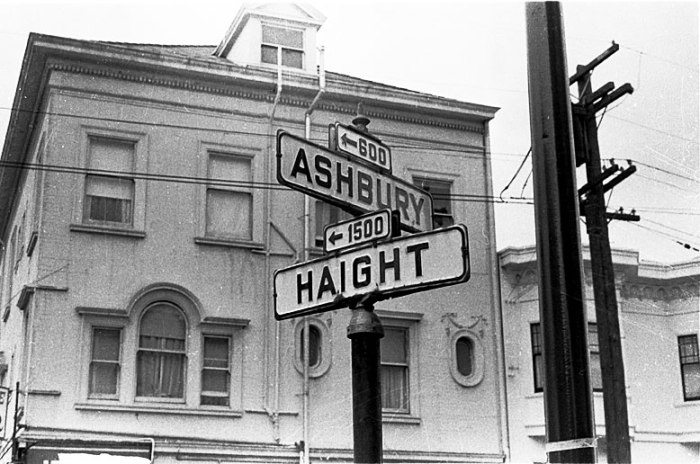 ← 600
ASHBURY
← 1500
HAIGHT